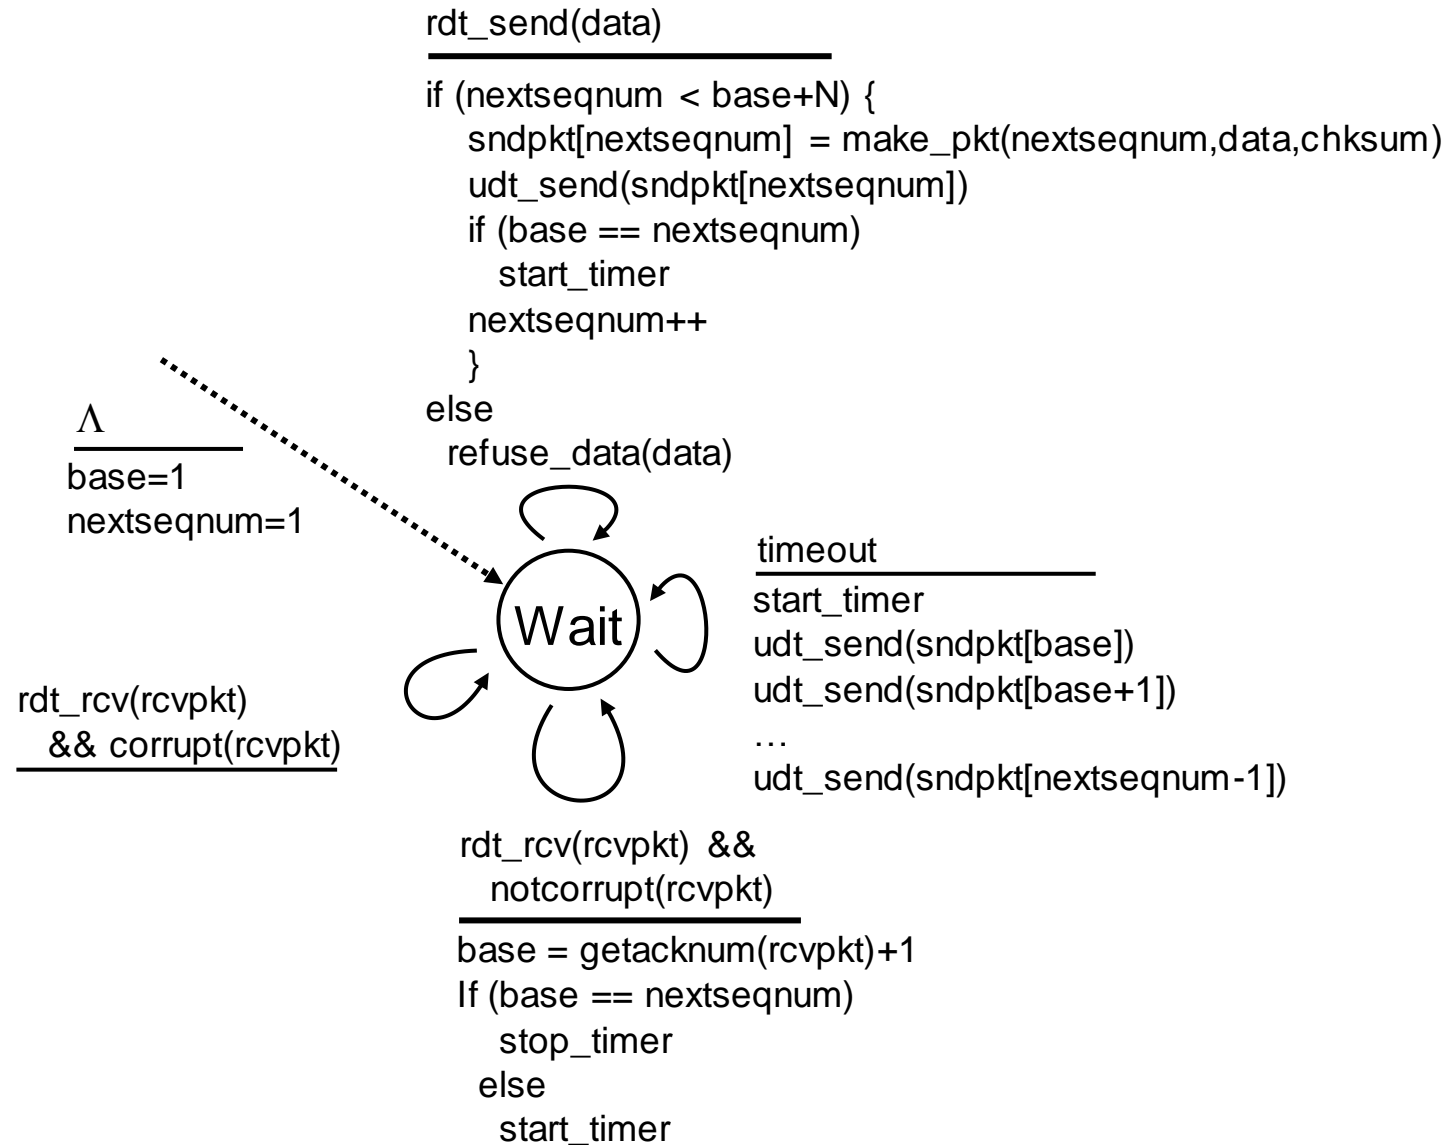 rdt_send(data)
if (nextseqnum < base+N) {
sndpkt[nextseqnum] = make_pkt(nextseqnum,data,chksum)
udt_send(sndpkt[nextseqnum])
if (base == nextseqnum)
start_timer
nextseqnum++
}
else
refuse_data(data)
Λ
base=1
nextseqnum=1
Wait
timeout
start_timer
udt_send(sndpkt[base])
udt_send(sndpkt[base+1])
…
udt_send(sndpkt[nextseqnum-1])
rdt_rcv(rcvpkt)
&& corrupt(rcvpkt)
rdt_rcv(rcvpkt) &&
notcorrupt(rcvpkt)
base = getacknum(rcvpkt)+1
If (base == nextseqnum)
stop_timer
else
start_timer